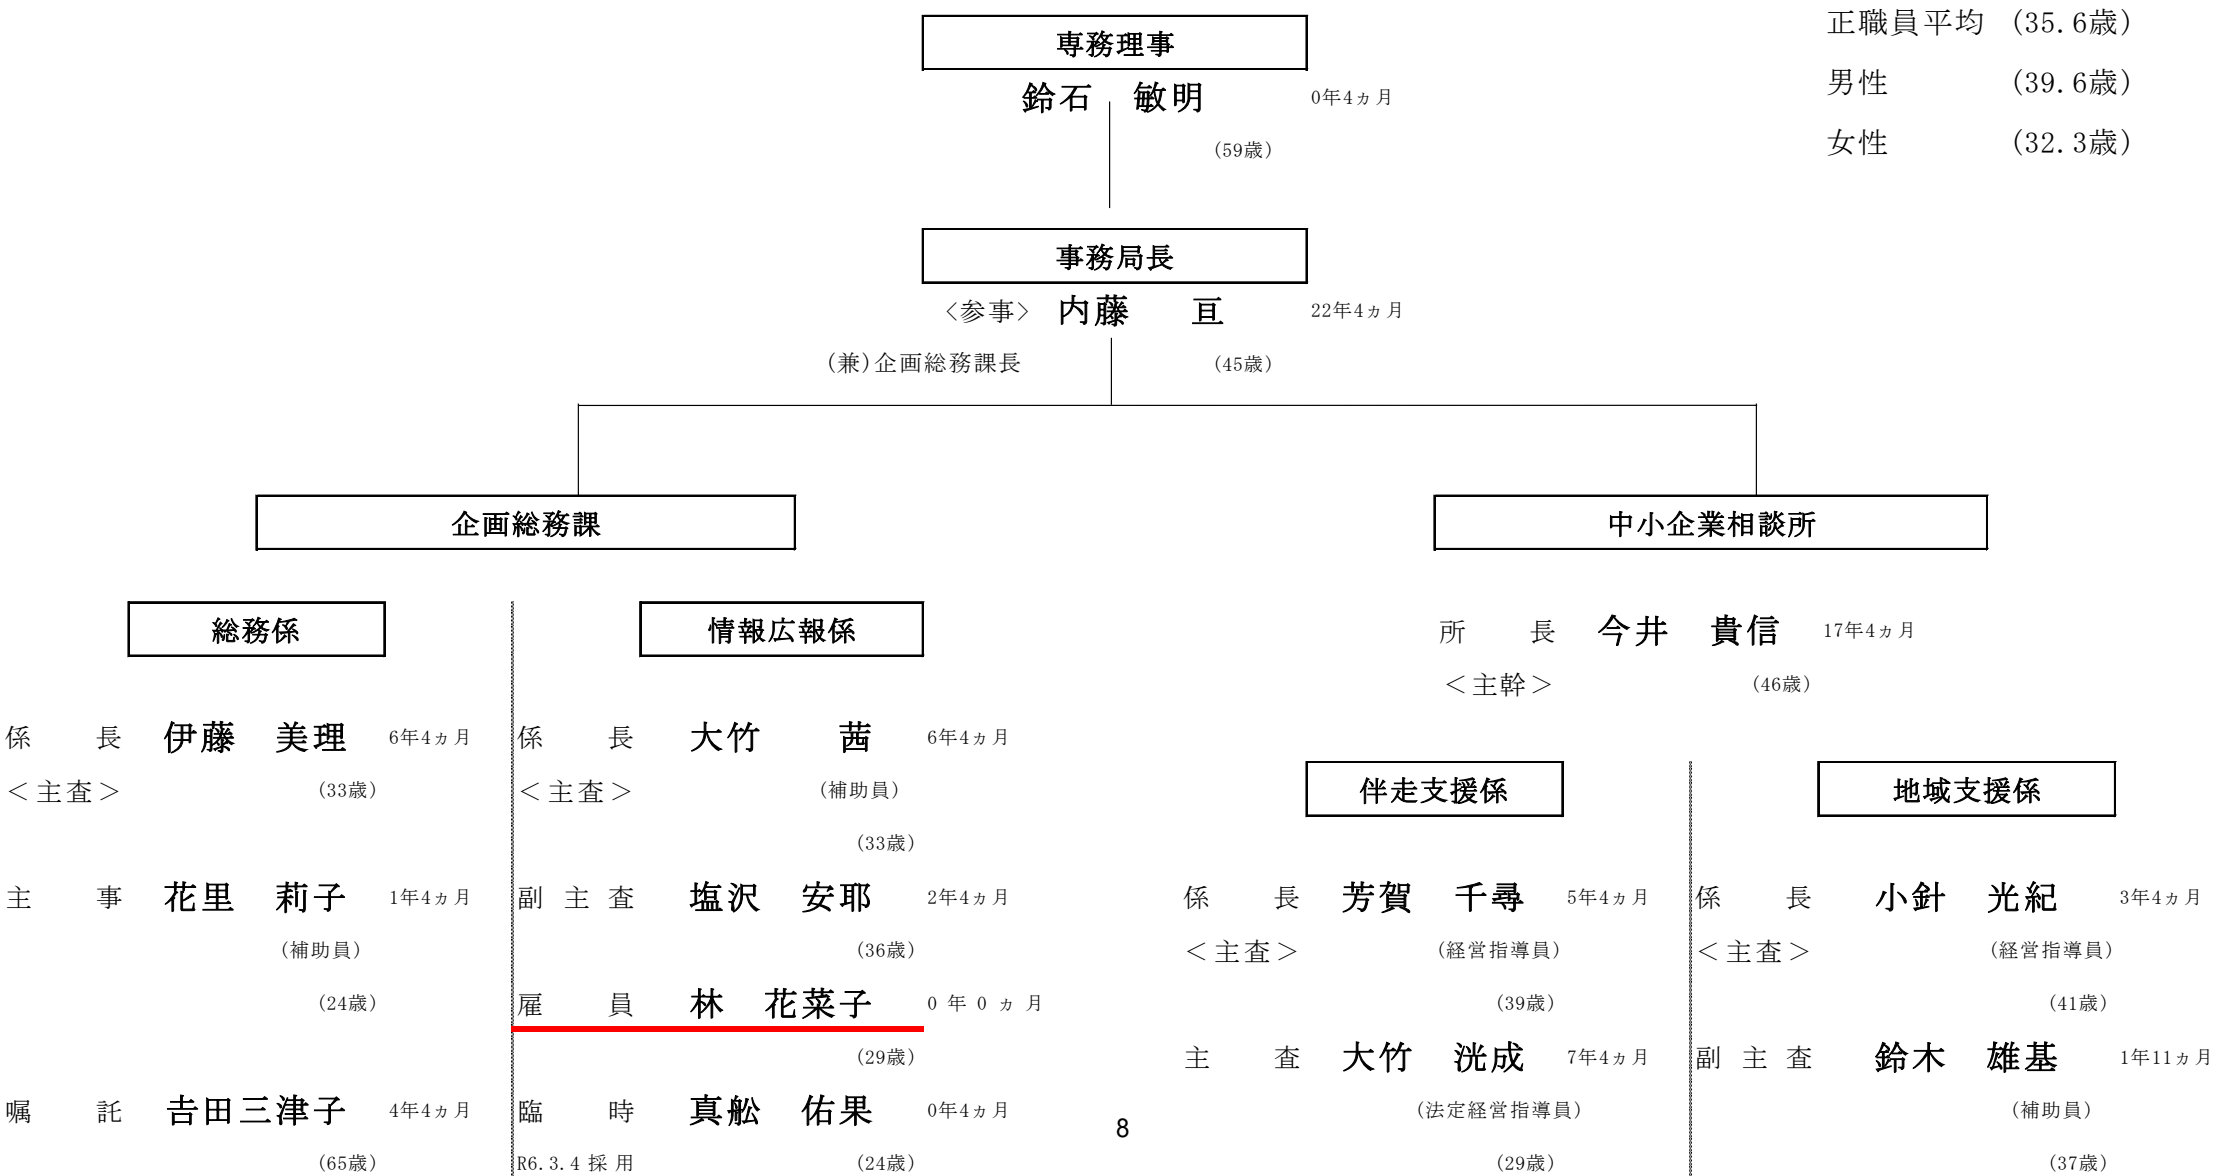 正職員平均 (35.6歳)
男性 (39.6歳)
女性 (32.3歳)
専務理事
鈴石 敏明 0年4ヵ月
(59歳)
事務局長
<参事> 内藤 亘 22年4ヵ月
(兼)企画総務課長 (45歳)
企画総務課
中小企業相談所
総務係
係 長 伊藤 美理 6年4ヵ月
<主査> (33歳)
主 事 花里 莉子 1年4ヵ月
(補助員)
(24歳)
嘱 託 𠮷田三津子 4年4ヵ月
(65歳)
情報広報係
係 長 大竹 茜 6年4ヵ月
<主査> (補助員)
(33歳)
副 主 査 塩沢 安耶 2年4ヵ月
(36歳)
雇 員 林 花菜子 0 年 0 ヵ 月
(29歳)
臨 時 真舩 佑果 0年4ヵ月
R6.3.4 採 用 (24歳)
所 長 今井 貴信 17年4ヵ月
<主幹> (46歳)
伴走支援係
係 長 芳賀 千尋 5年4ヵ月
<主査> (経営指導員)
(39歳)
主 査 大竹 洸成 7年4ヵ月
(法定経営指導員)
(29歳)
地域支援係
係 長 小針 光紀 3年4ヵ月
<主査> (経営指導員)
(41歳)
副 主 査 鈴木 雄基 1年11ヵ月
(補助員)
(37歳)
8